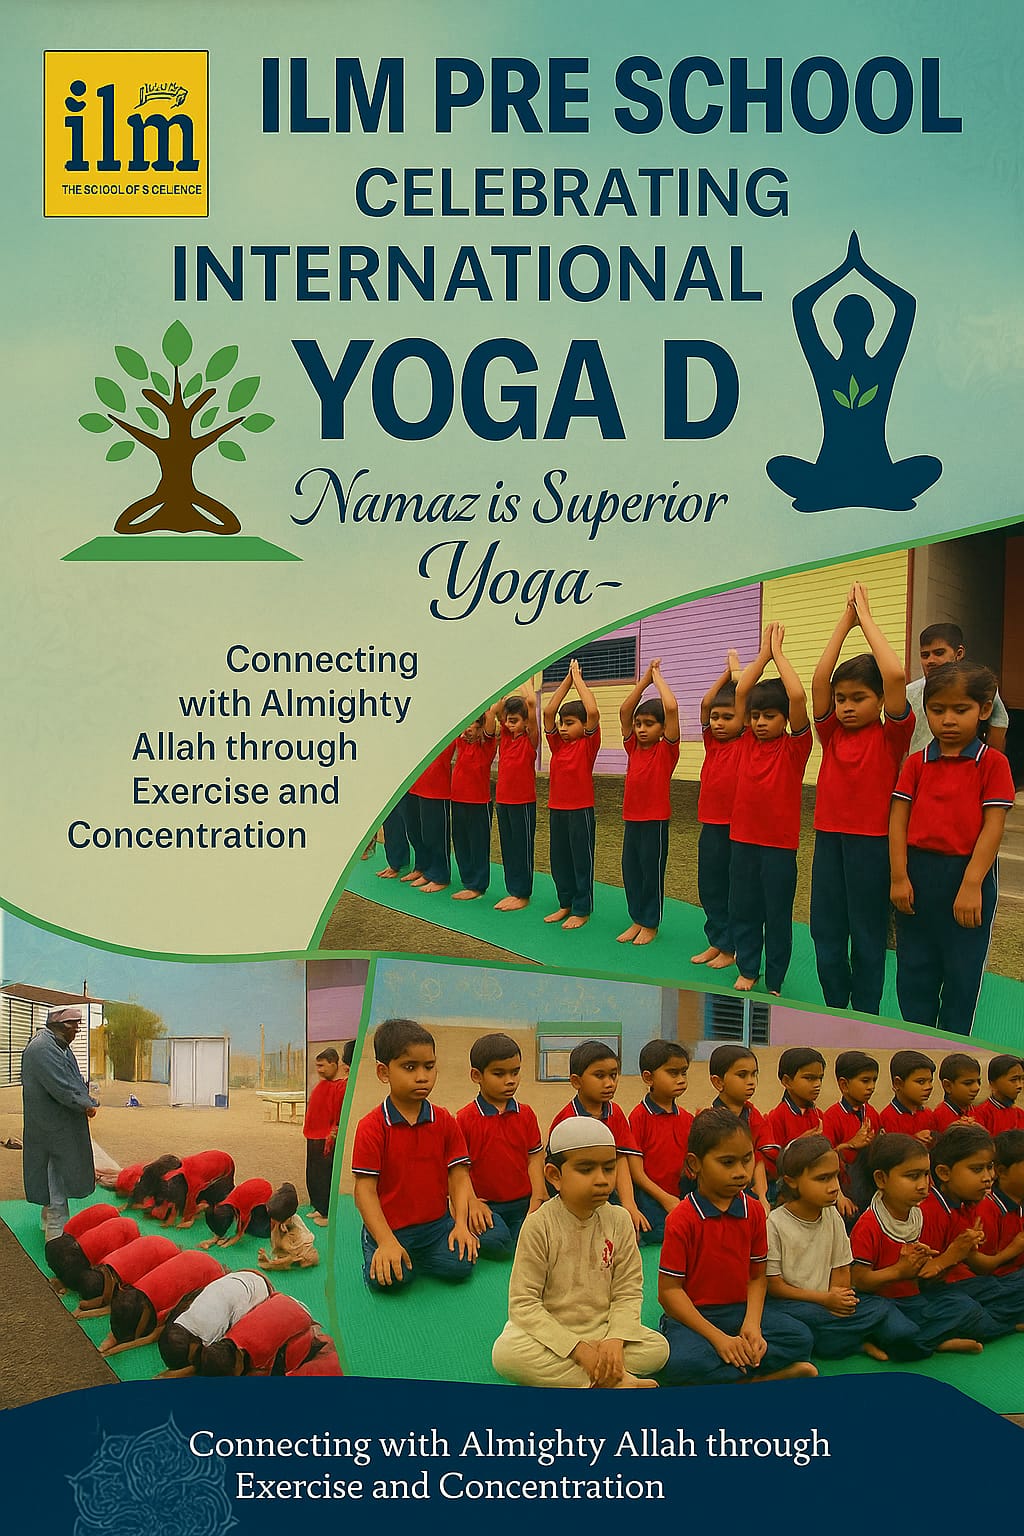 ilm
THE SCIOOL OF S CELIENCE
ILM PRE SCHOOL
CELEBRATING
INTERNATIONAL
YOGA D
Namaz is Superior
Yoga-
Connecting
with Almighty
Allah through
Exercise and
Concentration
Connecting with Almighty Allah through
Exercise and Concentration